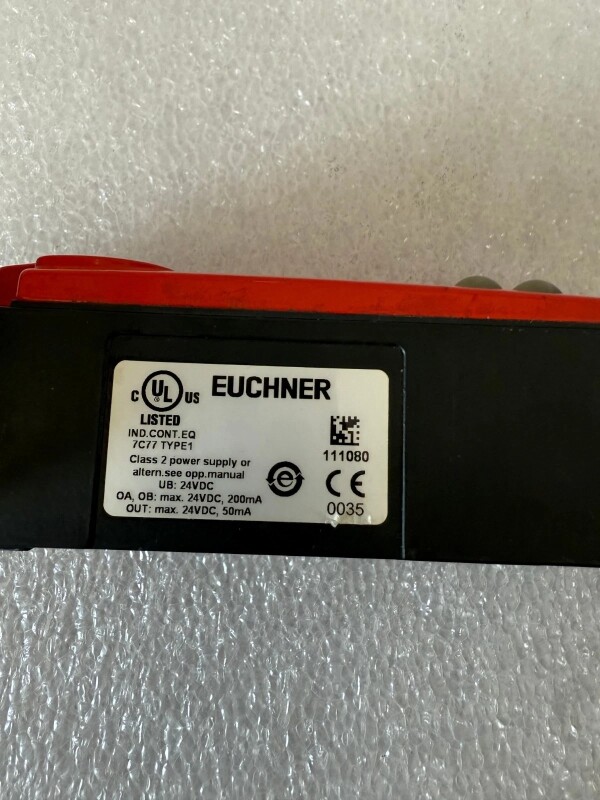 C UL US
®
LISTED
EUCHNER
IND.CONT.EQ
7C77 TYPE1
Class 2 power supply or
altern.see opp.manual
UB: 24VDC
OA, OB: max. 24VDC, 200mA
OUT: max. 24VDC, 50mA
111080
e
CE
0035